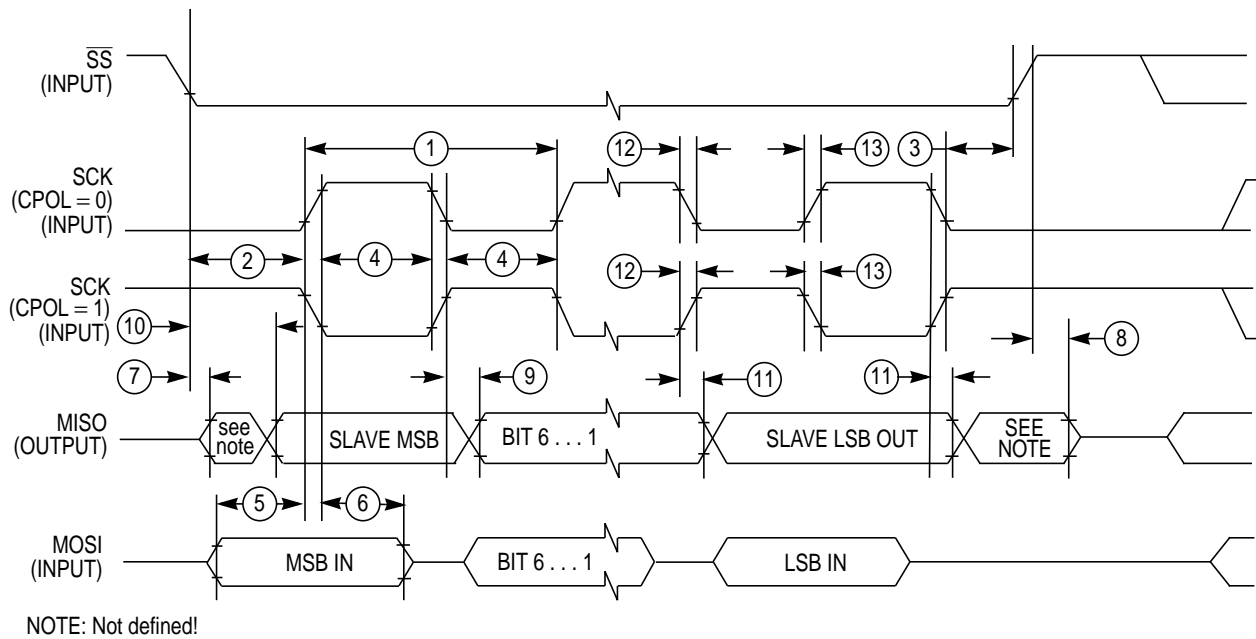 SS
(INPUT)
1
12
13
3
SCK
(CPOL = 0)
(INPUT)
2
4
4
12
13
SCK
(CPOL = 1)
(INPUT)
10
8
7
9
11
11
MISO
(OUTPUT)
see
note
SLAVE MSB
BIT 6 . . . 1
SLAVE LSB OUT
SEE
NOTE
5
6
MOSI
(INPUT)
MSB IN
BIT 6 . . . 1
LSB IN
NOTE: Not defined!